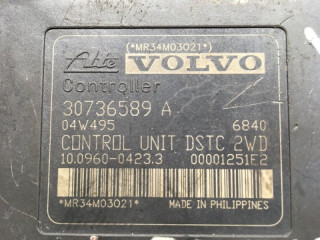 *MR34M03021*
Ate VOLVO
Controller
30736589 A
04W495 6840
CONTROL UNIT DSTC 2WD
10.0960-0423.3 00001251E2
*MR34M03021*
MADE IN PHILIPPINES